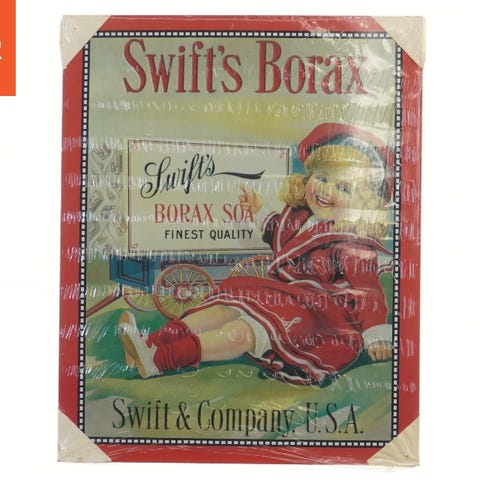 Swift's Borax
Swift's
BORAX SOA
FINEST QUALITY
Swift & Company, U.S.A.